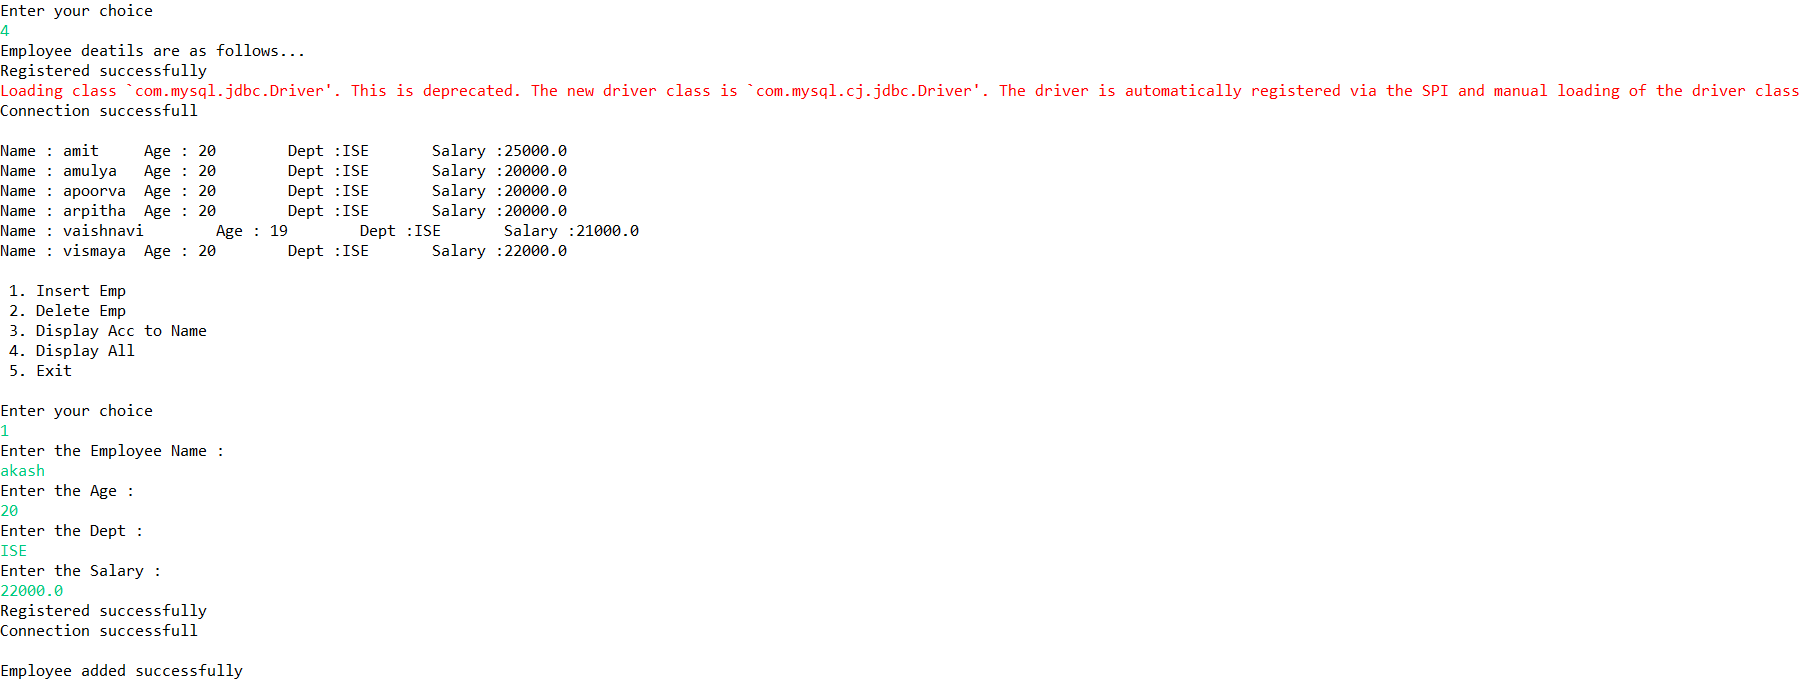 Enter your choice
4
Employee deatils are as follows...
Registered successfully
Loading class `com.mysql.jdbc.Driver'. This is deprecated. The new driver class is `com.mysql.cj.jdbc.Driver'. The driver is automatically registered via the SPI and manual loading of the driver class
Connection successfull
Name : amit     Age : 20        Dept :ISE       Salary :25000.0
Name : amulya   Age : 20        Dept :ISE       Salary :20000.0
Name : apoorva  Age : 20        Dept :ISE       Salary :20000.0
Name : arpitha  Age : 20        Dept :ISE       Salary :20000.0
Name : vaishnavi        Age : 19        Dept :ISE       Salary :21000.0
Name : vismaya  Age : 20        Dept :ISE       Salary :22000.0
1. Insert Emp
2. Delete Emp
3. Display Acc to Name
4. Display All
5. Exit
Enter your choice
1
Enter the Employee Name :
akash
Enter the Age :
20
Enter the Dept :
ISE
Enter the Salary :
22000.0
Registered successfully
Connection successfull
Employee added successfully